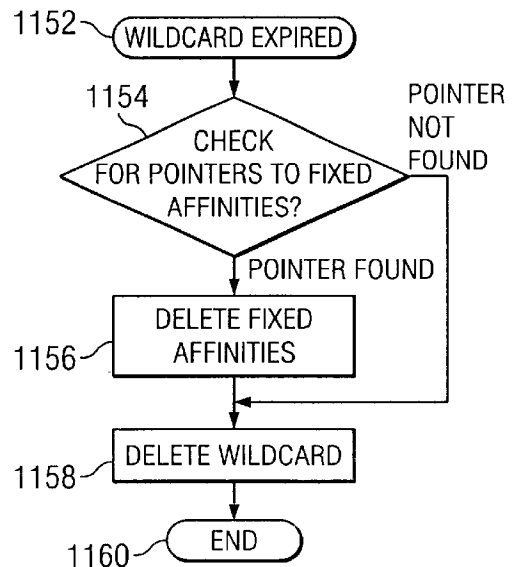 1152
WILDCARD EXPIRED
1154
POINTER
NOT
FOUND
CHECK
FOR POINTERS TO FIXED
AFFINITIES?
POINTER FOUND
DELETE FIXED
AFFINITIES
1156
DELETE WILDCARD
1158
END
1160